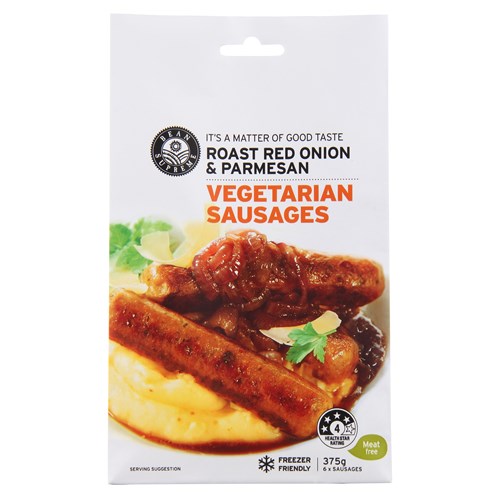 BEAN
SUPREME
IT'S A MATTER OF GOOD TASTE
ROAST RED ONION
& PARMESAN
VEGETARIAN
SAUSAGES
4
HEALTH STAR
RATING
Meat
free
SERVING SUGGESTION
FREEZER
FRIENDLY
375g
6 x SAUSAGES